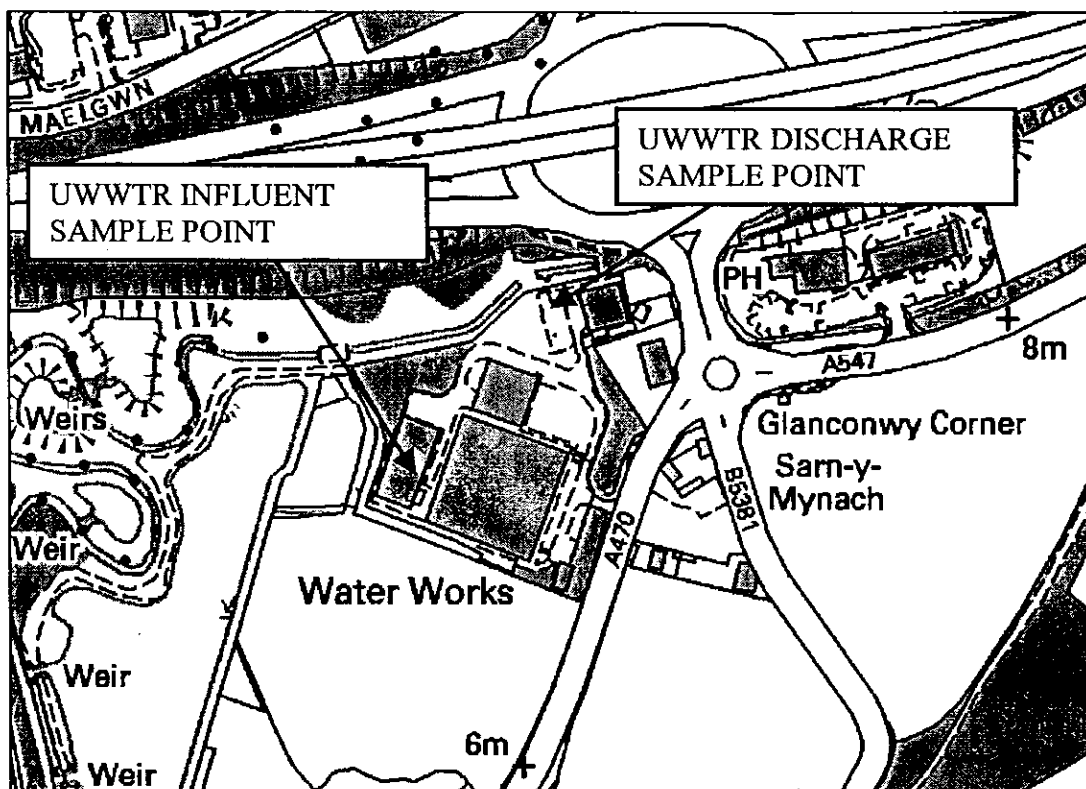 MAELGWN
UWWTR DISCHARGE
SAMPLE POINT
UWWTR INFLUENT
SAMPLE POINT
PH
8m
A547
Weirs
Glanconwy Corner
Sarn-y-
Mynach
B5381
A470
Weir
Water Works
Weir
6m
Weir